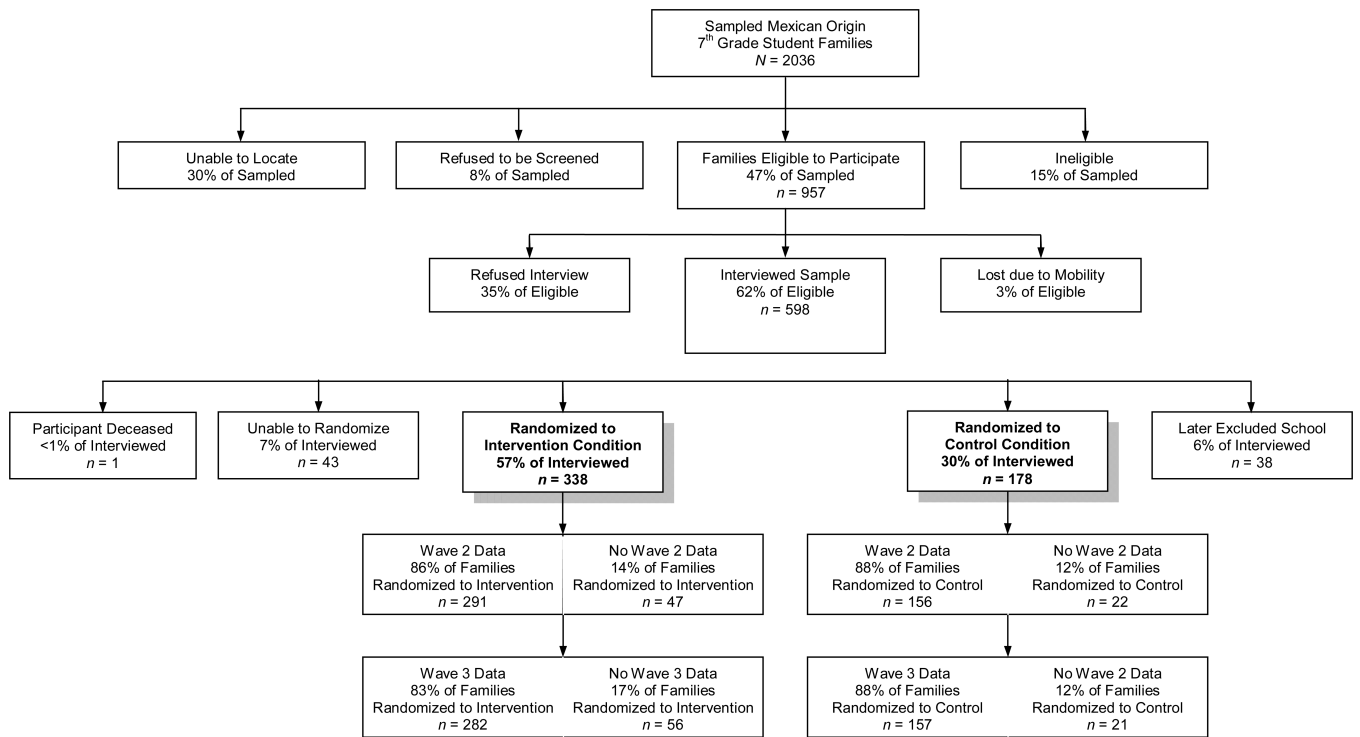 Sampled Mexican Origin
7th Grade Student Families
N = 2036
Unable to Locate
30% of Sampled
Refused to be Screened
8% of Sampled
Families Eligible to Participate
47% of Sampled
n = 957
Ineligible
15% of Sampled
Refused Interview
35% of Eligible
Interviewed Sample
62% of Eligible
n = 598
Lost due to Mobility
3% of Eligible
Participant Deceased
<1% of Interviewed
n = 1
Unable to Randomize
7% of Interviewed
n = 43
Randomized to
Intervention Condition
57% of Interviewed
n = 338
Randomized to
Control Condition
30% of Interviewed
n = 178
Later Excluded School
6% of Interviewed
n = 38
Wave 2 Data
86% of Families
Randomized to Intervention
n = 291
No Wave 2 Data
14% of Families
Randomized to Intervention
n = 47
Wave 2 Data
88% of Families
Randomized to Control
n = 156
No Wave 2 Data
12% of Families
Randomized to Control
n = 22
Wave 3 Data
83% of Families
Randomized to Intervention
n = 282
No Wave 3 Data
17% of Families
Randomized to Intervention
n = 56
Wave 3 Data
88% of Families
Randomized to Control
n = 157
No Wave 2 Data
12% of Families
Randomized to Control
n = 21